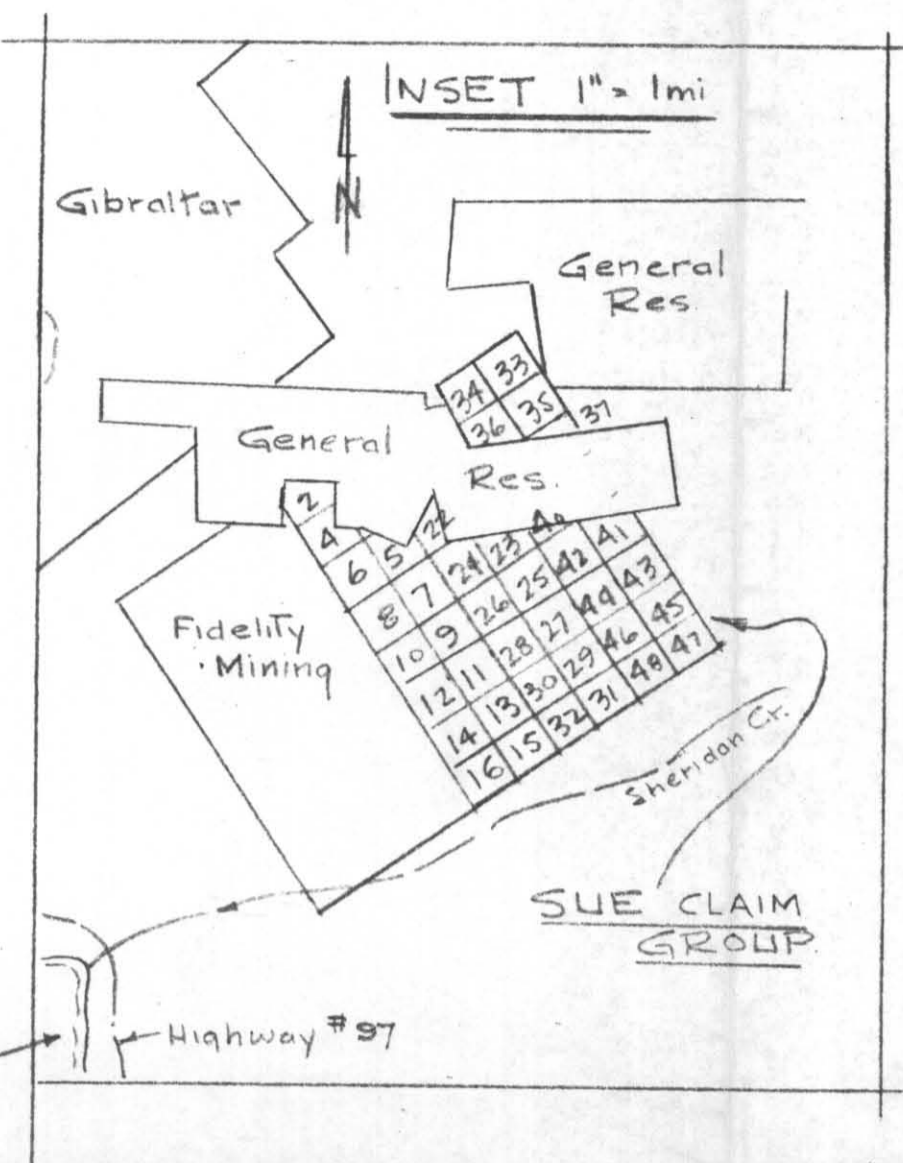 INSET 1" = 1mi
N
Gibraltar
General
Res.
34 33
36 35 37
General
Res.
2
4
22
6 5
24 23 40
8 7
25 42 41
10 9 26
44 43
12 11 28 27
46 45
14 13 30 29
48 47
16 15 32 31
Fidelity
Mining
Sheridan Cr.
SUE CLAIM
GROUP
Highway #97